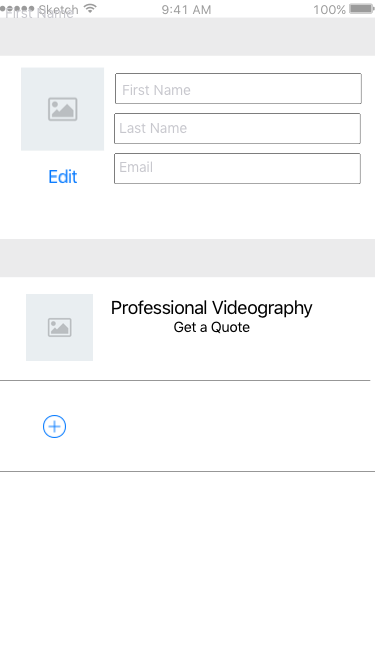 Sketch 9:41 AM 100%
First Name
First Name
Last Name
Edit
Email
Professional Videography
Get a Quote